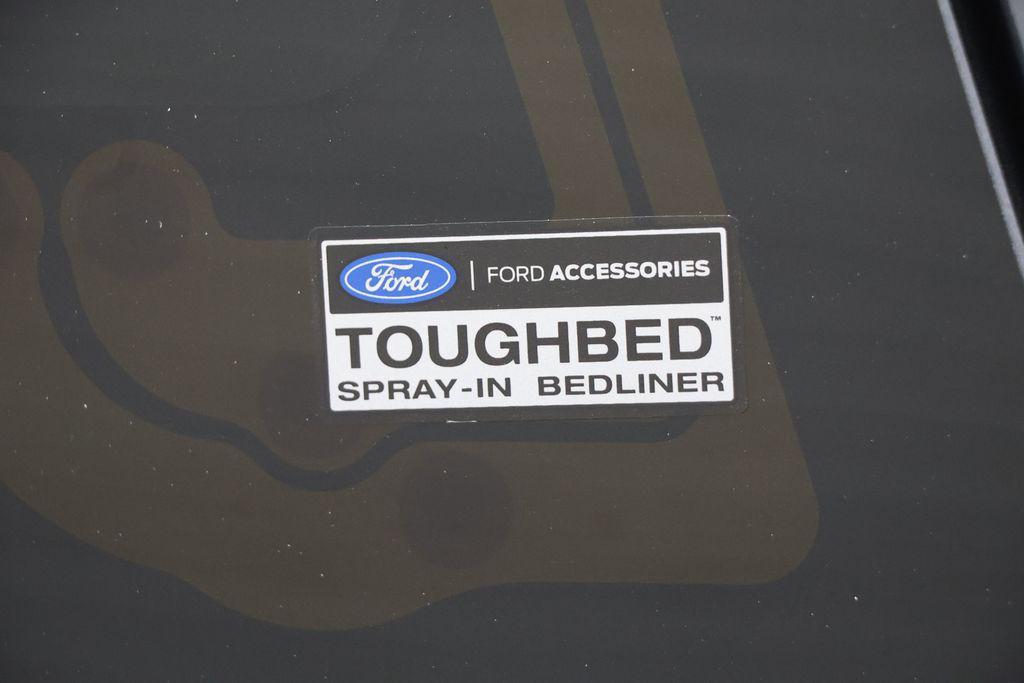 Ford | FORD ACCESSORIES
TOUGHBED™
SPRAY-IN BEDLINER